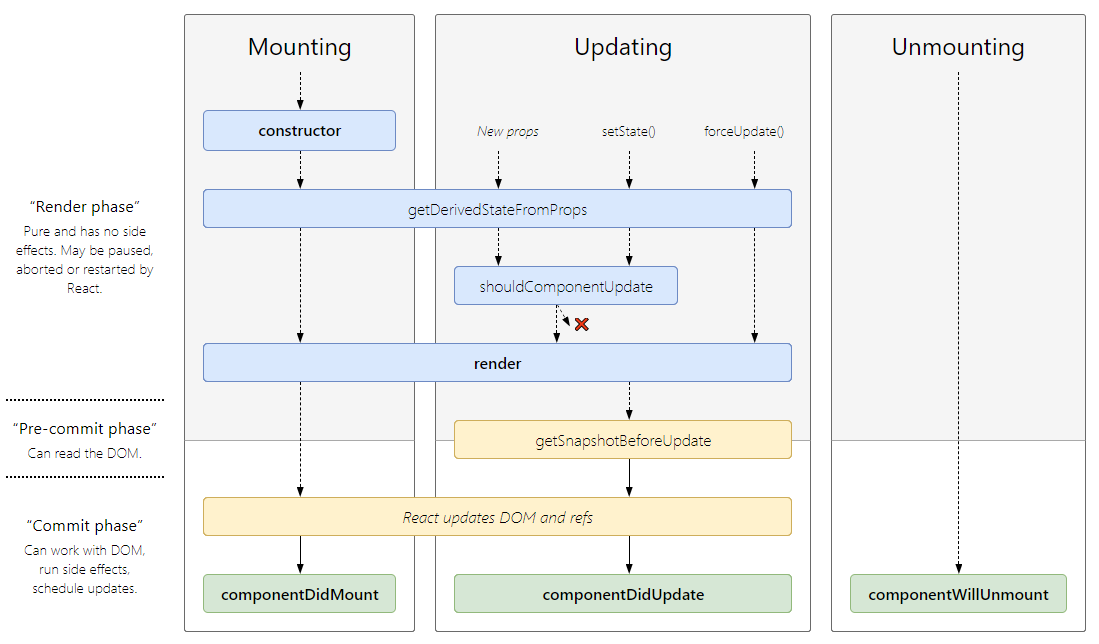 Mounting
Updating
Unmounting
constructor
New props
setState()
forceUpdate()
getDerivedStateFromProps
“Render phase”
Pure and has no side
effects. May be paused,
aborted or restarted by
React.
shouldComponentUpdate
render
“Pre-commit phase”
Can read the DOM.
getSnapshotBeforeUpdate
React updates DOM and refs
“Commit phase”
Can work with DOM,
run side effects,
schedule updates.
componentDidMount
componentDidUpdate
componentWillUnmount